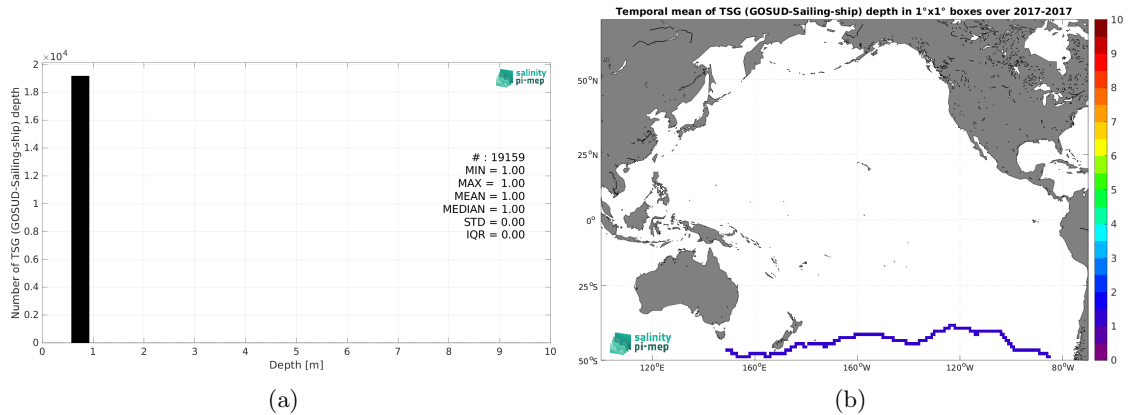 ×10⁴
2
1.8
1.6
1.4
1.2
1
0.8
0.6
0.4
0.2
0
0 1 2 3 4 5 6 7 8 9 10
Depth [m]
Number of TSG (GOSUD-Sailing-ship) depth
salinity
pi-mep
# : 19159
MIN = 1.00
MAX = 1.00
MEAN = 1.00
MEDIAN = 1.00
STD = 0.00
IQR = 0.00
(a)
Temporal mean of TSG (GOSUD-Sailing-ship) depth in 1°x1° boxes over 2017-2017
50°N
25°N
0°
25°S
50°S
120°E 160°E 160°W 120°W 80°W
salinity
pi-mep
10
9
8
7
6
5
4
3
2
1
0
(b)